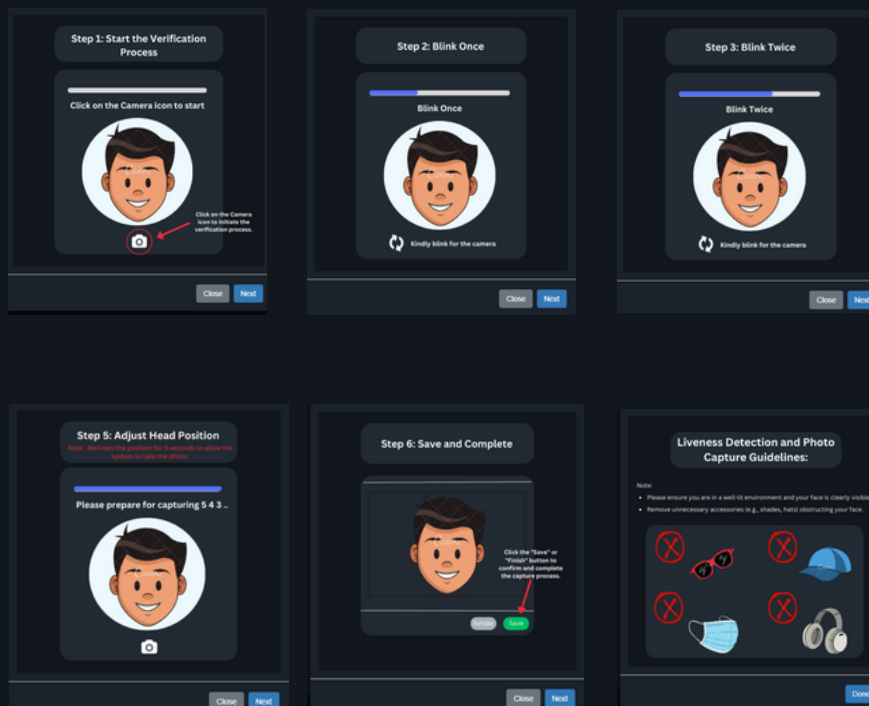 Step 1: Start the Verification
Process
Click on the Camera icon to start
Click on the Camera
icon to initiate the
verification process.
Close
Next
Step 2: Blink Once
Blink Once
Kindly blink for the camera
Close
Next
Step 3: Blink Twice
Blink Twice
Kindly blink for the camera
Close
Next
Step 5: Adjust Head Position
Note : Maintain the position for 5 seconds to allow the
system to take the photo.
Please prepare for capturing 5 4 3 ..
Close
Next
Step 6: Save and Complete
Click the "Save" or
"Finish" button to
confirm and complete
the capture process.
Retake
Save
Close
Next
Liveness Detection and Photo
Capture Guidelines:
Note:
• Please ensure you are in a well-lit environment and your face is clearly visible
• Remove unnecessary accessories (e.g., shades, hats) obstructing your face.
Done